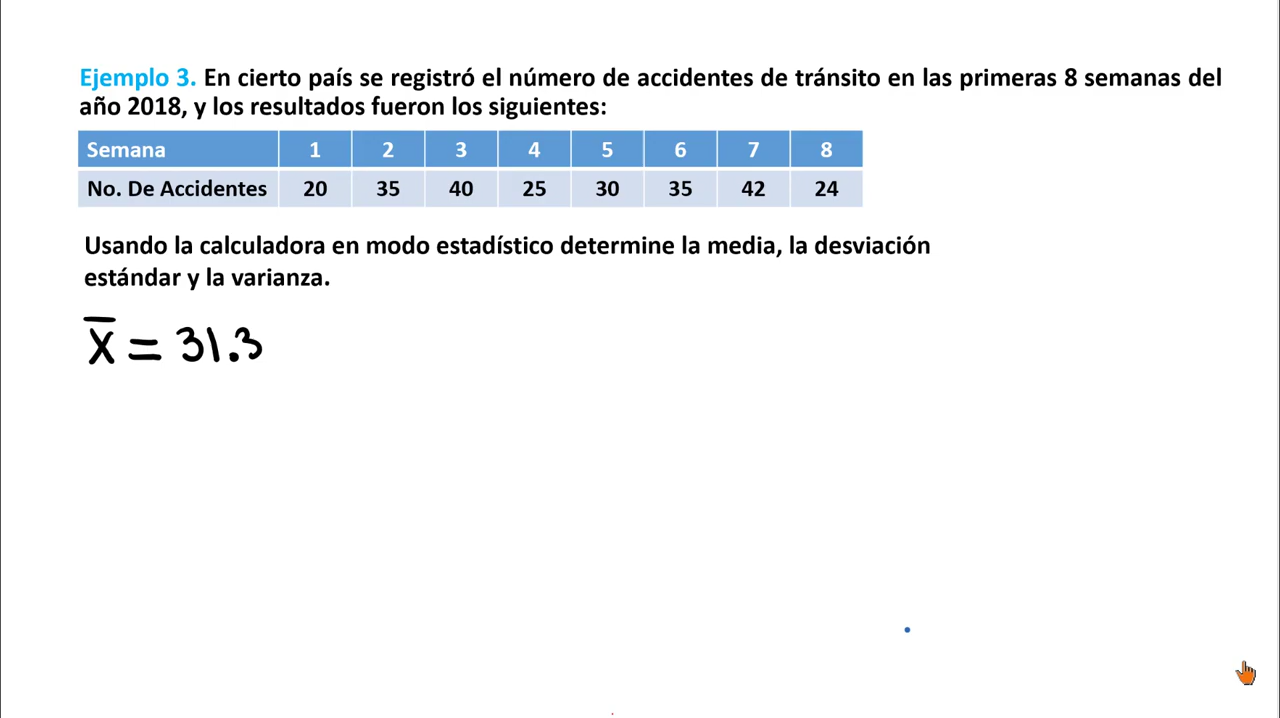 Ejemplo 3. En cierto país se registró el número de accidentes de tránsito en las primeras 8 semanas del
año 2018, y los resultados fueron los siguientes:
Semana 1 2 3 4 5 6 7 8
No. De Accidentes 20 35 40 25 30 35 42 24
Usando la calculadora en modo estadístico determine la media, la desviación
estándar y la varianza.
x̄ = 31.3